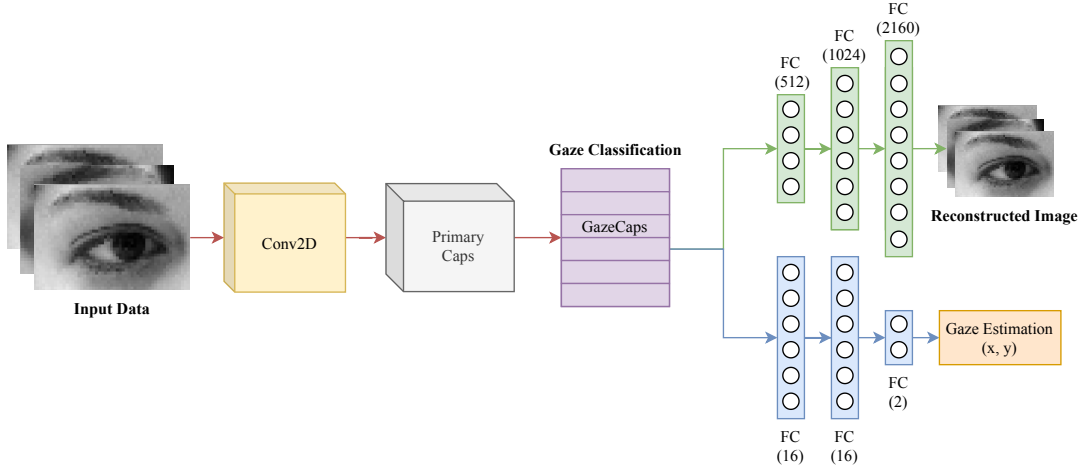 Input Data
Conv2D
Primary
Caps
Gaze Classification
GazeCaps
FC
(512)
FC
(1024)
FC
(2160)
Reconstructed Image
FC
(16)
FC
(16)
FC
(2)
Gaze Estimation
(x, y)